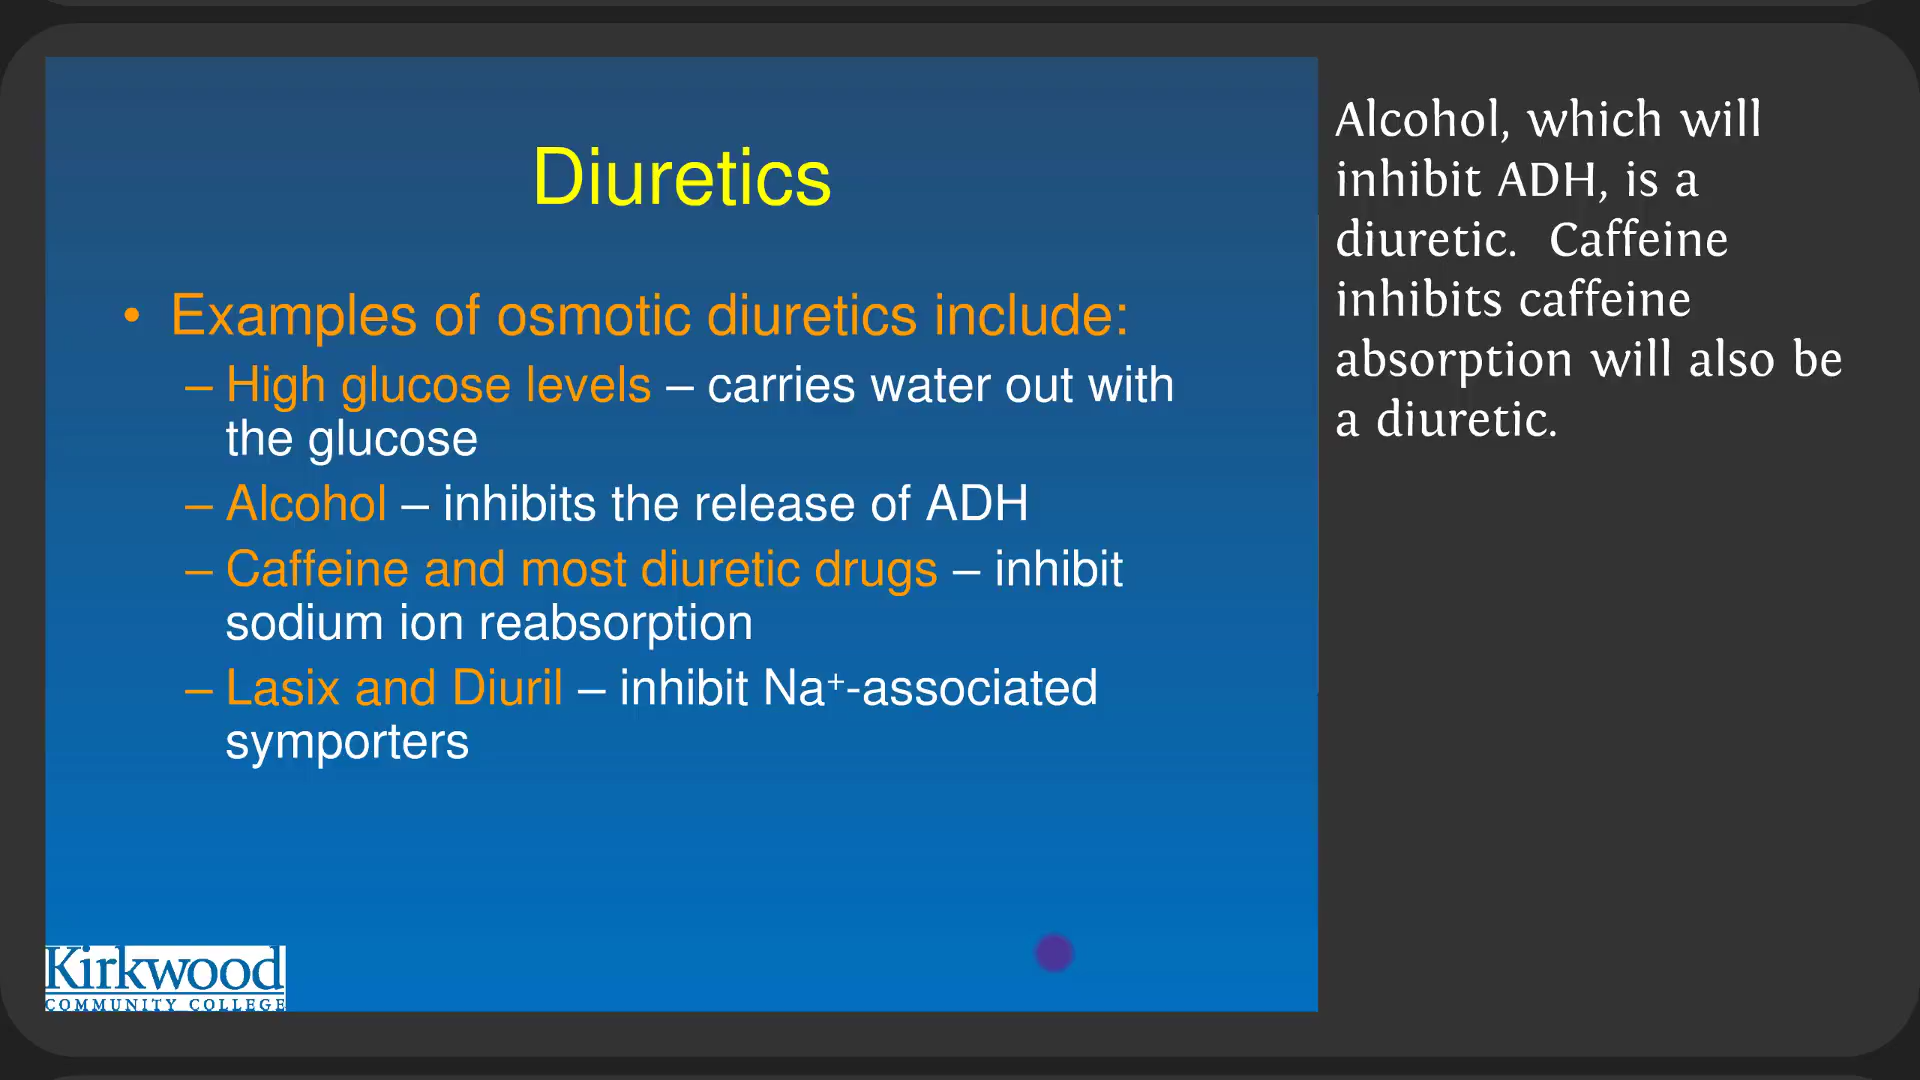 Diuretics
• Examples of osmotic diuretics include:
– High glucose levels – carries water out with
the glucose
– Alcohol – inhibits the release of ADH
– Caffeine and most diuretic drugs – inhibit
sodium ion reabsorption
– Lasix and Diuril – inhibit Na⁺-associated
symporters
Kirkwood
COMMUNITY COLLEGE
Alcohol, which will
inhibit ADH, is a
diuretic.  Caffeine
inhibits caffeine
absorption will also be
a diuretic.